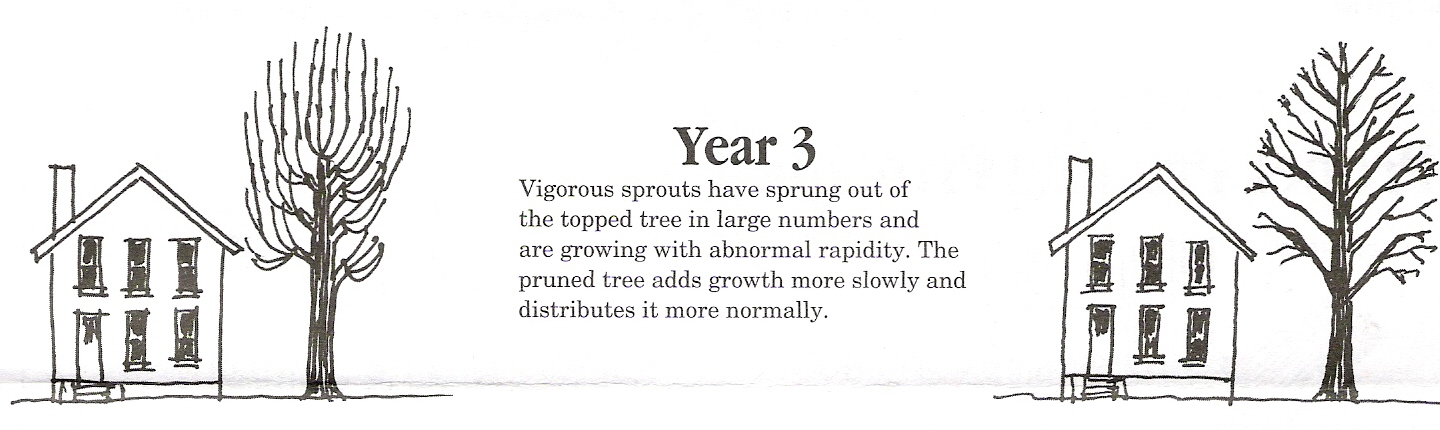 Year 3
Vigorous sprouts have sprung out of
the topped tree in large numbers and
are growing with abnormal rapidity. The
pruned tree adds growth more slowly and
distributes it more normally.